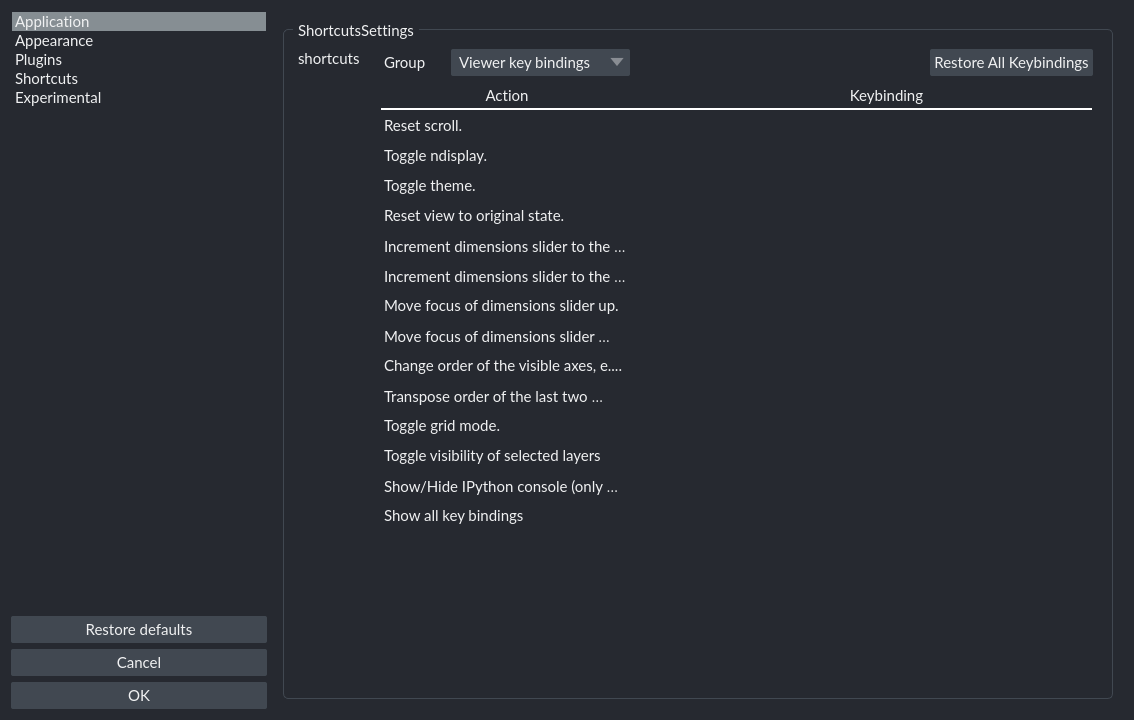 Application
Appearance
Plugins
Shortcuts
Experimental
ShortcutsSettings
shortcuts
Group
Viewer key bindings
Restore All Keybindings
Action
Keybinding
Reset scroll.
Toggle ndisplay.
Toggle theme.
Reset view to original state.
Increment dimensions slider to the ...
Increment dimensions slider to the ...
Move focus of dimensions slider up.
Move focus of dimensions slider ...
Change order of the visible axes, e....
Transpose order of the last two ...
Toggle grid mode.
Toggle visibility of selected layers
Show/Hide IPython console (only ...
Show all key bindings
Restore defaults
Cancel
OK